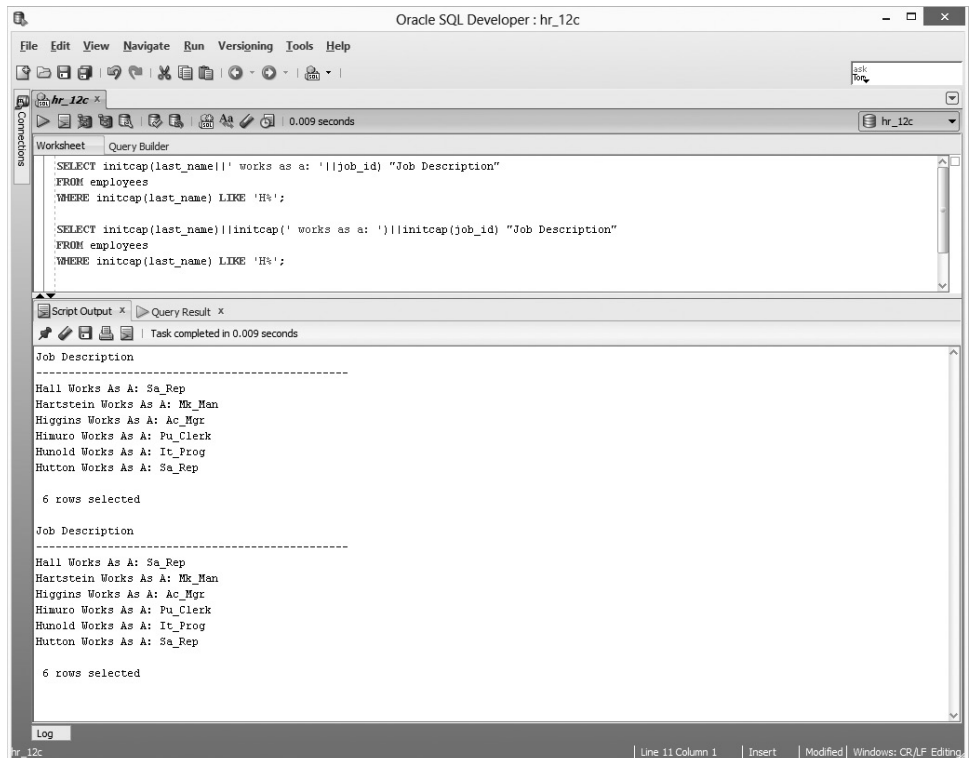 Oracle SQL Developer : hr_12c
File Edit View Navigate Run Versioning Tools Help
ask
Tom
hr_12c
Connections
0.009 seconds
hr_12c
Worksheet Query Builder
SELECT initcap(last_name||' works as a: '||job_id) "Job Description"
FROM employees
WHERE initcap(last_name) LIKE 'H%';
SELECT initcap(last_name)||initcap(' works as a: ')||initcap(job_id) "Job Description"
FROM employees
WHERE initcap(last_name) LIKE 'H%';
Script Output Query Result
Task completed in 0.009 seconds
Job Description
------------------------------------------------
Hall Works As A: Sa_Rep
Hartstein Works As A: Mk_Man
Higgins Works As A: Ac_Mgr
Himuro Works As A: Pu_Clerk
Hunold Works As A: It_Prog
Hutton Works As A: Sa_Rep
6 rows selected
Job Description
------------------------------------------------
Hall Works As A: Sa_Rep
Hartstein Works As A: Mk_Man
Higgins Works As A: Ac_Mgr
Himuro Works As A: Pu_Clerk
Hunold Works As A: It_Prog
Hutton Works As A: Sa_Rep
6 rows selected
Log
hr_12c Line 11 Column 1 Insert Modified Windows: CR/LF Editing